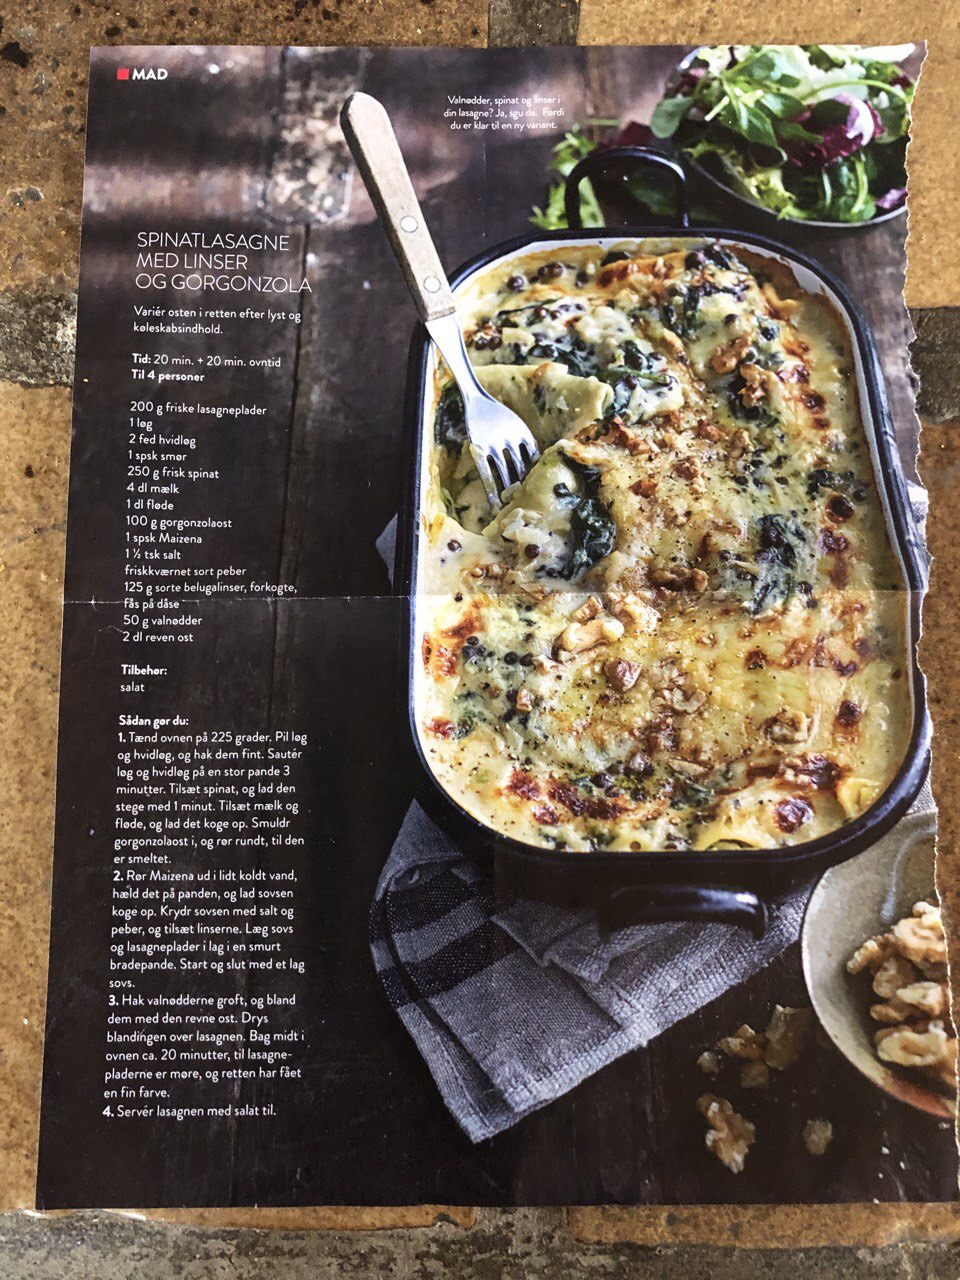 MAD
Valnødder, spinat og linser i
din lasagne? Ja, sgu da. Fordi
du er klar til en ny variant.
SPINATLASAGNE
MED LINSER
OG GORGONZOLA
Variér osten i retten efter lyst og
køleskabsindhold.
Tid: 20 min. + 20 min. ovntid
Til 4 personer
200 g friske lasagneplader
1 løg
2 fed hvidløg
1 spsk smør
250 g frisk spinat
4 dl mælk
1 dl fløde
100 g gorgonzolaost
1 spsk Maizena
1 ½ tsk salt
friskkværnet sort peber
125 g sorte belugalinser, forkogte,
fås på dåse
50 g valnødder
2 dl reven ost
Tilbehør:
salat
Sådan gør du:
1. Tænd ovnen på 225 grader. Pil løg
og hvidløg, og hak dem fint. Sautér
løg og hvidløg på en stor pande 3
minutter. Tilsæt spinat, og lad den
stege med 1 minut. Tilsæt mælk og
fløde, og lad det koge op. Smuldr
gorgonzolaost i, og rør rundt, til den
er smeltet.
2. Rør Maizena ud i lidt koldt vand,
hæld det på panden, og lad sovsen
koge op. Krydr sovsen med salt og
peber, og tilsæt linserne. Læg sovs
og lasagneplader i lag i en smurt
bradepande. Start og slut med et lag
sovs.
3. Hak valnødderne groft, og bland
dem med den revne ost. Drys
blandingen over lasagnen. Bag midt i
ovnen ca. 20 minutter, til lasagne-
pladerne er møre, og retten har fået
en fin farve.
4. Servér lasagnen med salat til.